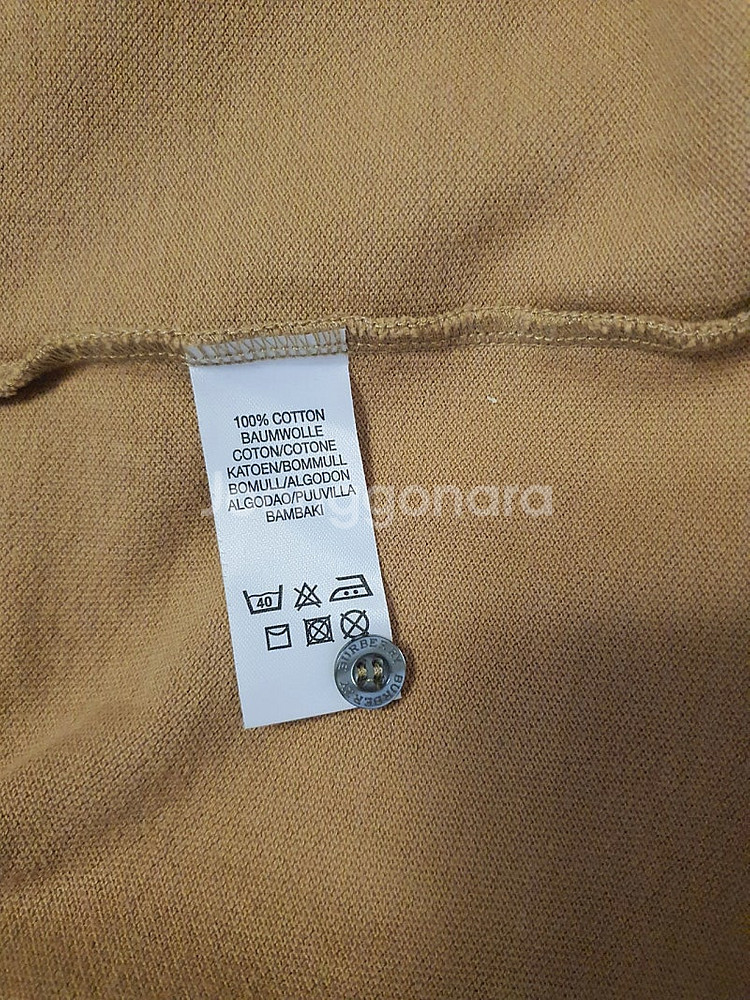 100% COTTON
BAUMWOLLE
COTON/COTONE
KATOEN/BOMMULL
BOMULL/ALGODON
ALGODAO/PUUVILLA
BAMBAKI
40
BURBERRY BURBERRY